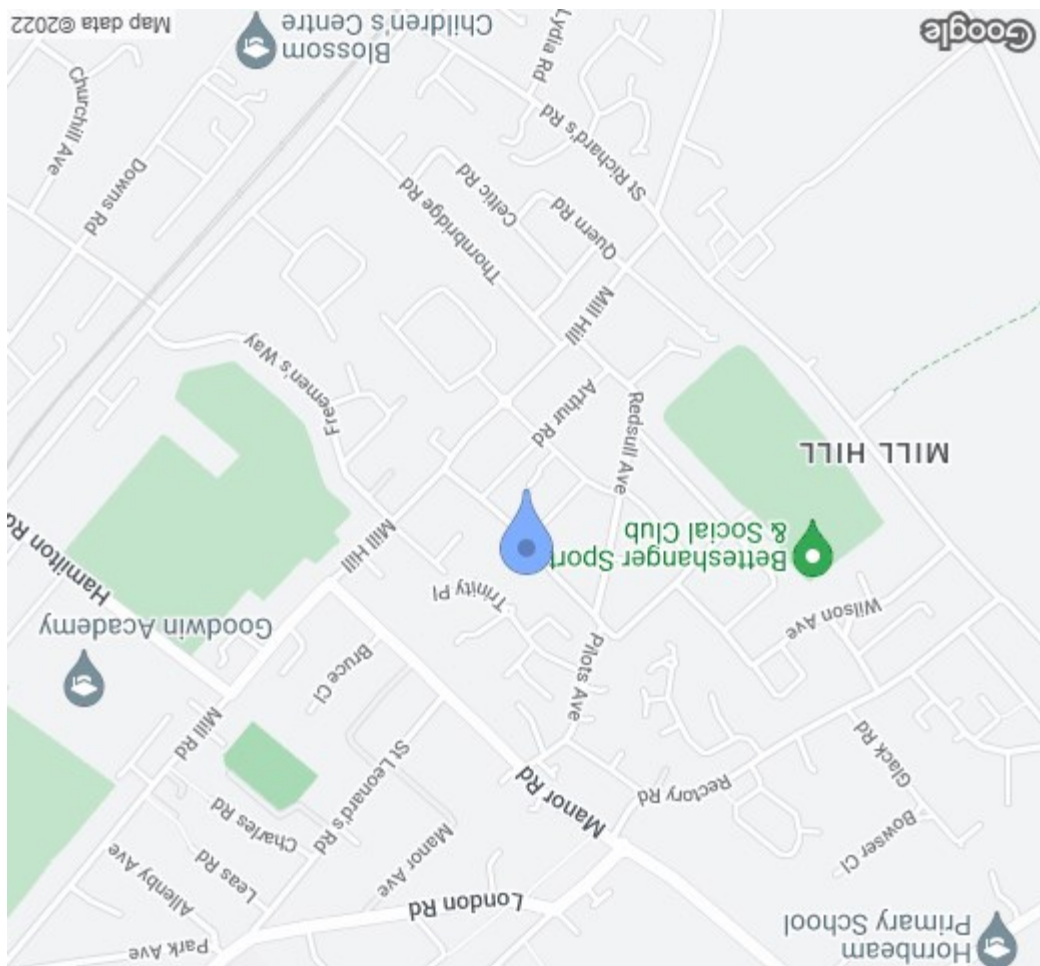 Hornbeam
Primary School
Park Ave
London Rd
Allenby Ave
Leas Rd
Charles Rd
Manor Ave
St Leonard's Rd
Bowser Cl
Glack Rd
Rectory Rd
Manor Rd
Mill Rd
Bruce Cl
Pilots Ave
Goodwin Academy
Hamilton Rd
Wilson Ave
Trinity Pl
Betteshanger Sport
& Social Club
Mill Hill
MILL HILL
Redsull Ave
Arthur Rd
Freemen's Way
Mill Hill
Thornbridge Rd
Quern Rd
Celtic Rd
St Richard's Rd
Downs Rd
Churchill Ave
Lydia Rd
Blossom
Children's Centre
Google
Map data ©2022